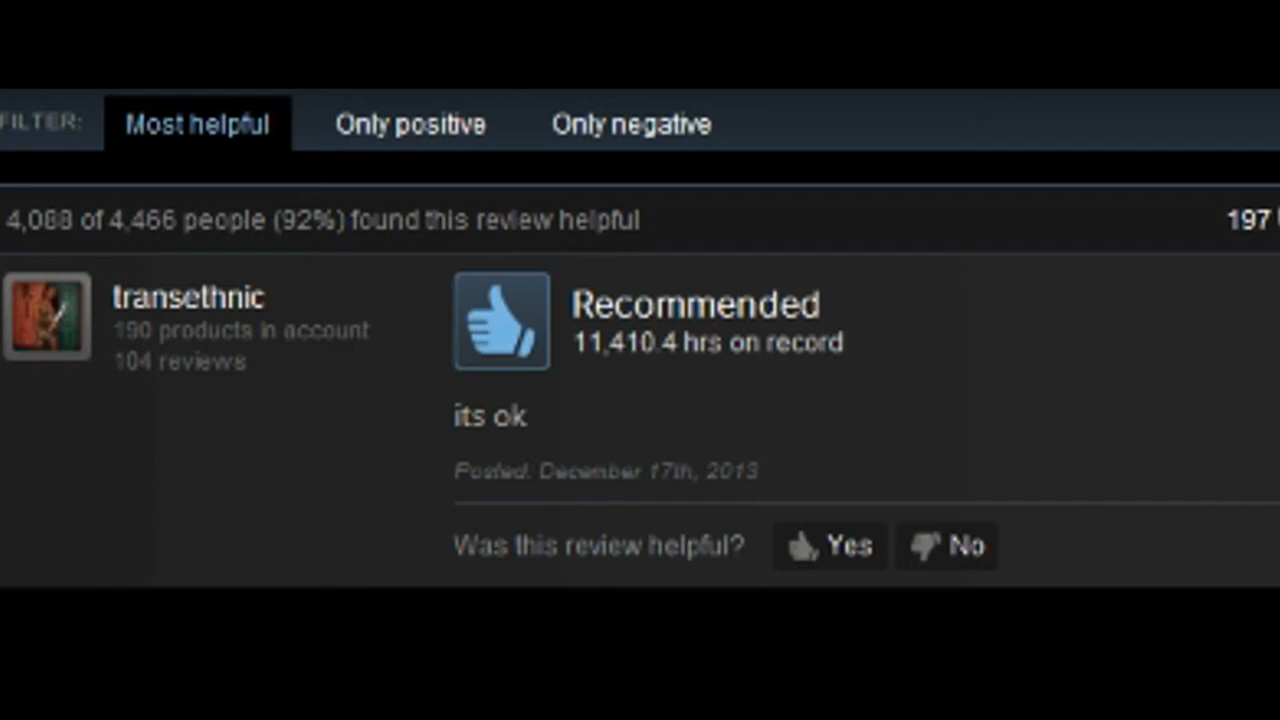 FILTER: Most helpful Only positive Only negative
4,088 of 4,466 people (92%) found this review helpful 197
transethnic
190 products in account
104 reviews
Recommended
11,410.4 hrs on record
its ok
Posted: December 17th, 2013
Was this review helpful? Yes No